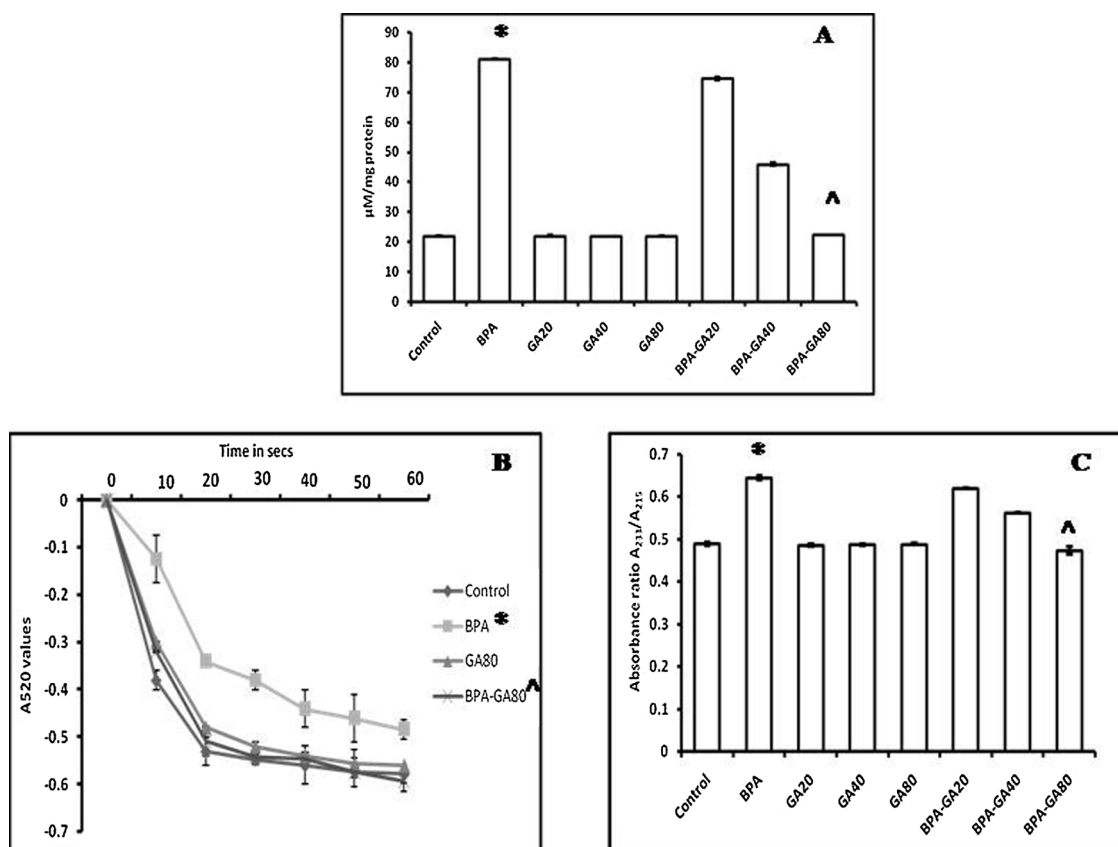 A
*
^
µM/mg protein
90
80
70
60
50
40
30
20
10
0
Control
BPA
GA20
GA40
GA80
BPA-GA20
BPA-GA40
BPA-GA80
B
Time in secs
0 10 20 30 40 50 60
A520 values
0
-0.1
-0.2
-0.3
-0.4
-0.5
-0.6
-0.7
Control
BPA *
GA80
BPA-GA80 ^
C
*
^
Absorbance ratio A₂₃₃/A₂₁₅
0.7
0.6
0.5
0.4
0.3
0.2
0.1
0
Control
BPA
GA20
GA40
GA80
BPA-GA20
BPA-GA40
BPA-GA80